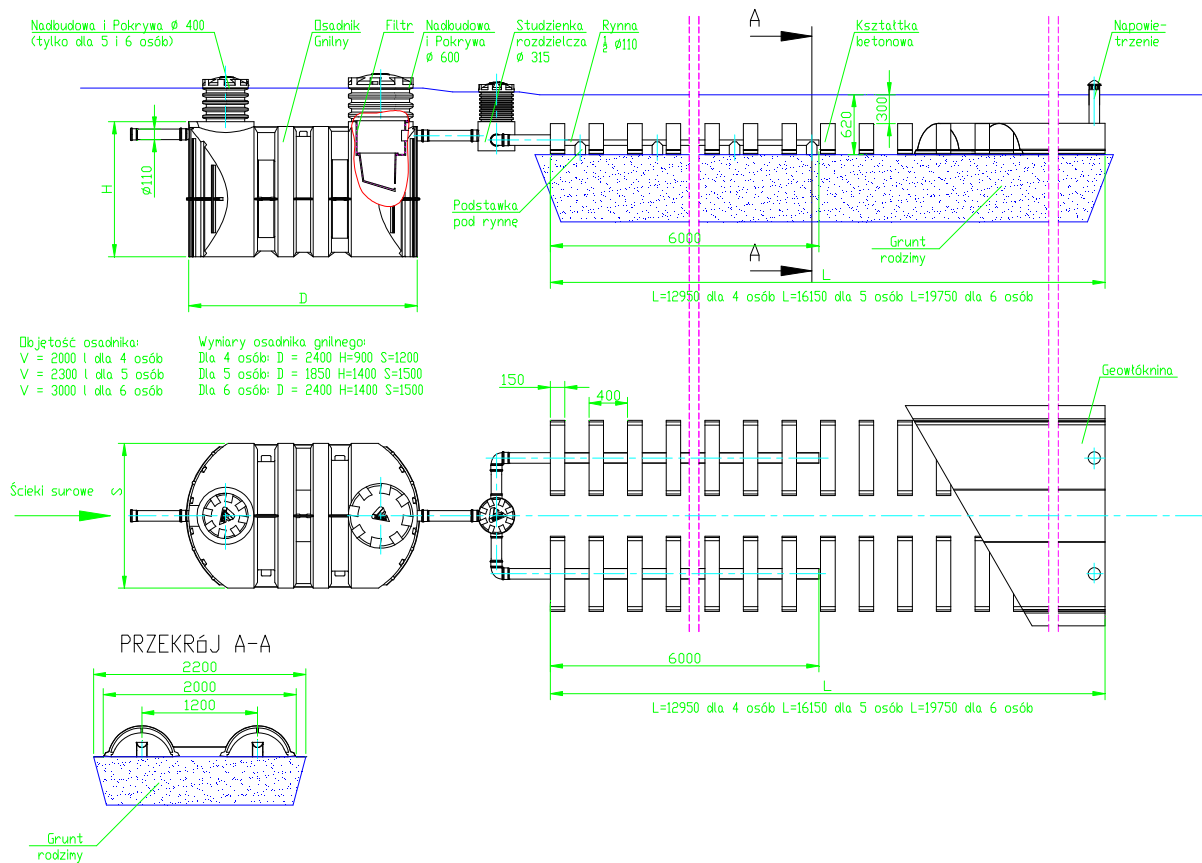 Nadbudowa i Pokrywa Ø 400
(tylko dla 5 i 6 osób)
Osadnik
Gnilny
Filtr
Nadbudowa
i Pokrywa
Ø 600
Studzienka
rozdzielcza
Ø 315
Rynna
½ Ø110
A
Kształtka
betonowa
Napowie-
trzenie
620
300
H
Ø110
Podstawka
pod rynnę
6000
A
Grunt
rodzimy
D
L
L=12950 dla 4 osób L=16150 dla 5 osób L=19750 dla 6 osób
Objętość osadnika:
V = 2000 l dla 4 osób
V = 2300 l dla 5 osób
V = 3000 l dla 6 osób
Wymiary osadnika gnilnego:
Dla 4 osób: D = 2400 H=900 S=1200
Dla 5 osób: D = 1850 H=1400 S=1500
Dla 6 osób: D = 2400 H=1400 S=1500
150
400
Geowłóknina
Ścieki surowe
S
6000
L
L=12950 dla 4 osób L=16150 dla 5 osób L=19750 dla 6 osób
PRZEKRóJ A-A
2200
2000
1200
Grunt
rodzimy